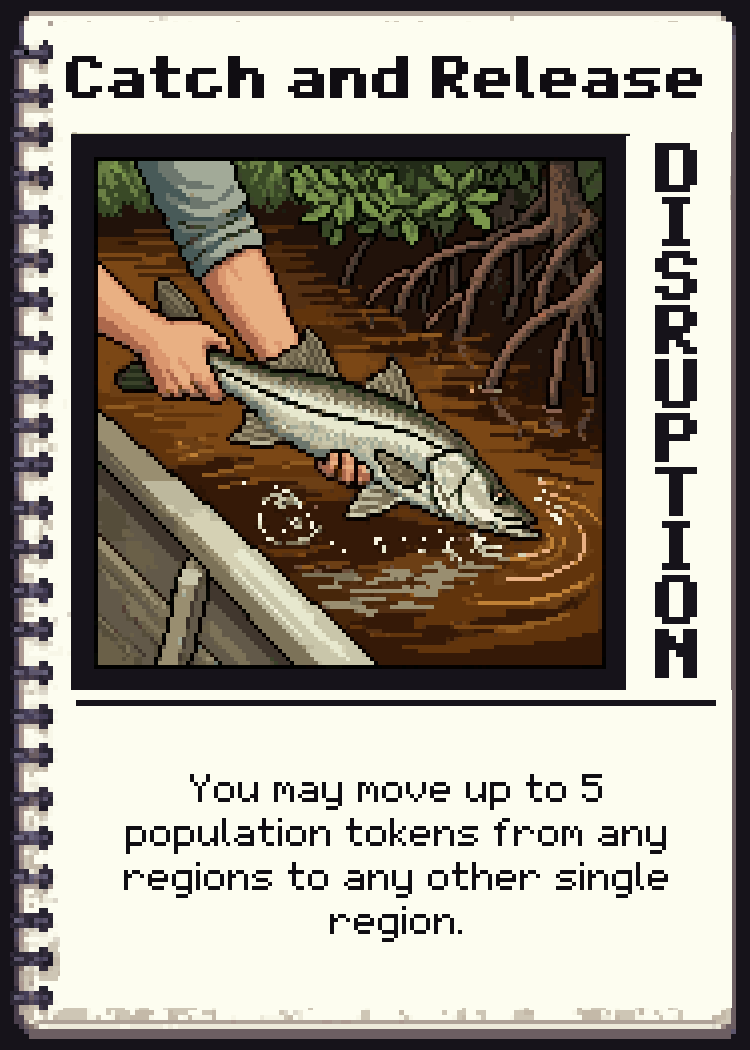 Catch and Release
DISRUPTION
You may move up to 5
population tokens from any
regions to any other single
region.